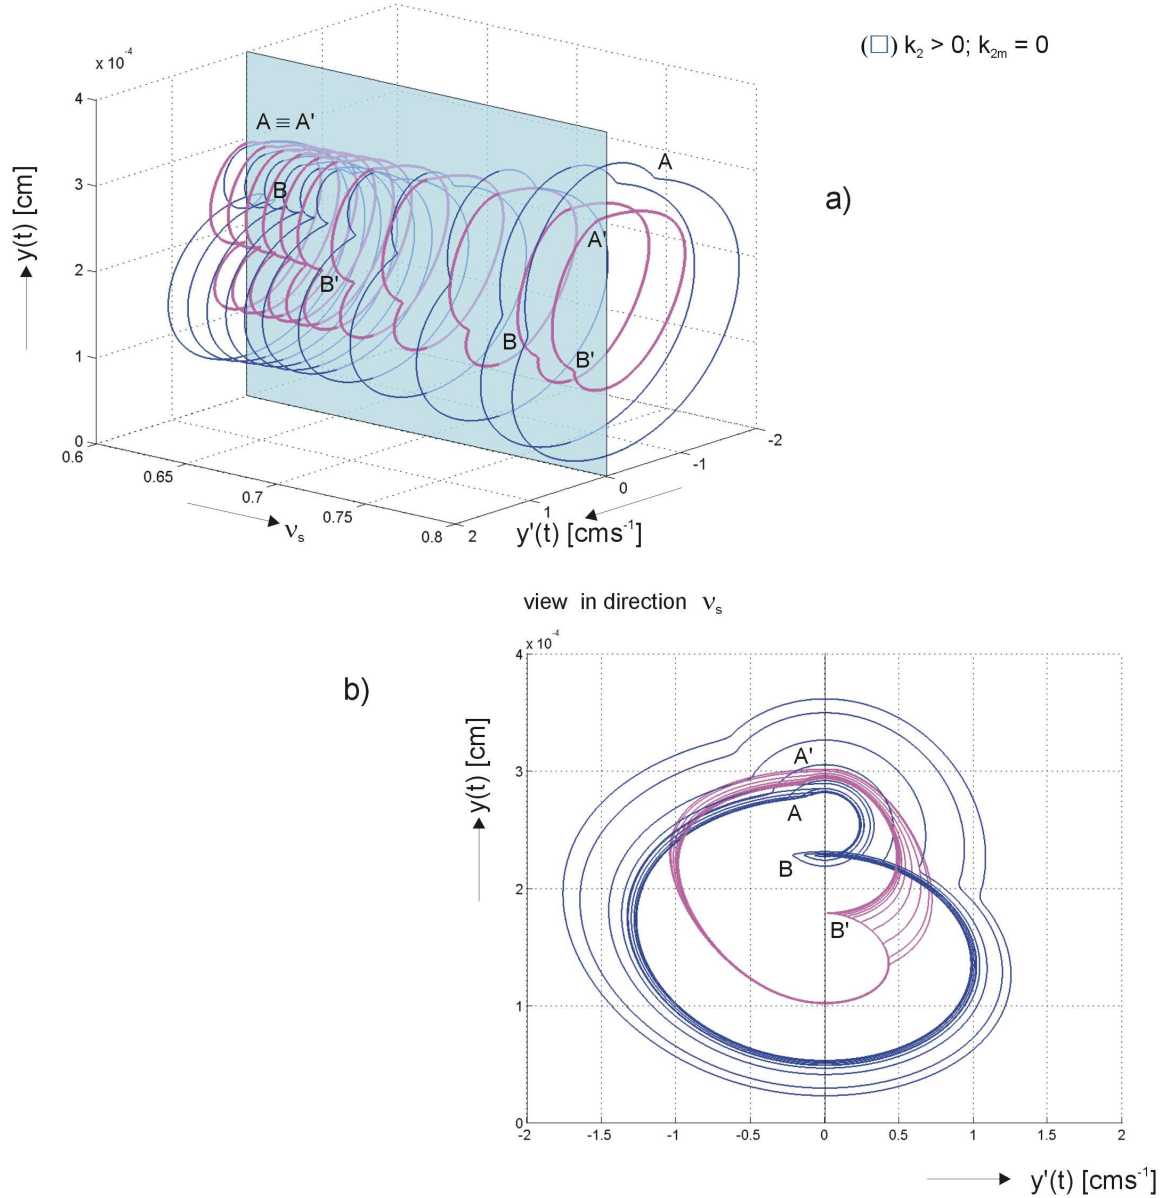 x 10⁻⁴
(□) k₂ > 0; k₂ₘ = 0
4
A ≡ A'
A
3
B
a)
y(t) [cm]
A'
2
B'
B
B'
1
0
0.6
-2
0.65
-1
0.7
0
0.75
1
νₛ
0.8
2
y'(t) [cms⁻¹]
view in direction νₛ
x 10⁻⁴
4
b)
y(t) [cm]
A'
3
A
B
2
B'
1
0
-2 -1.5 -1 -0.5 0 0.5 1 1.5 2
y'(t) [cms⁻¹]